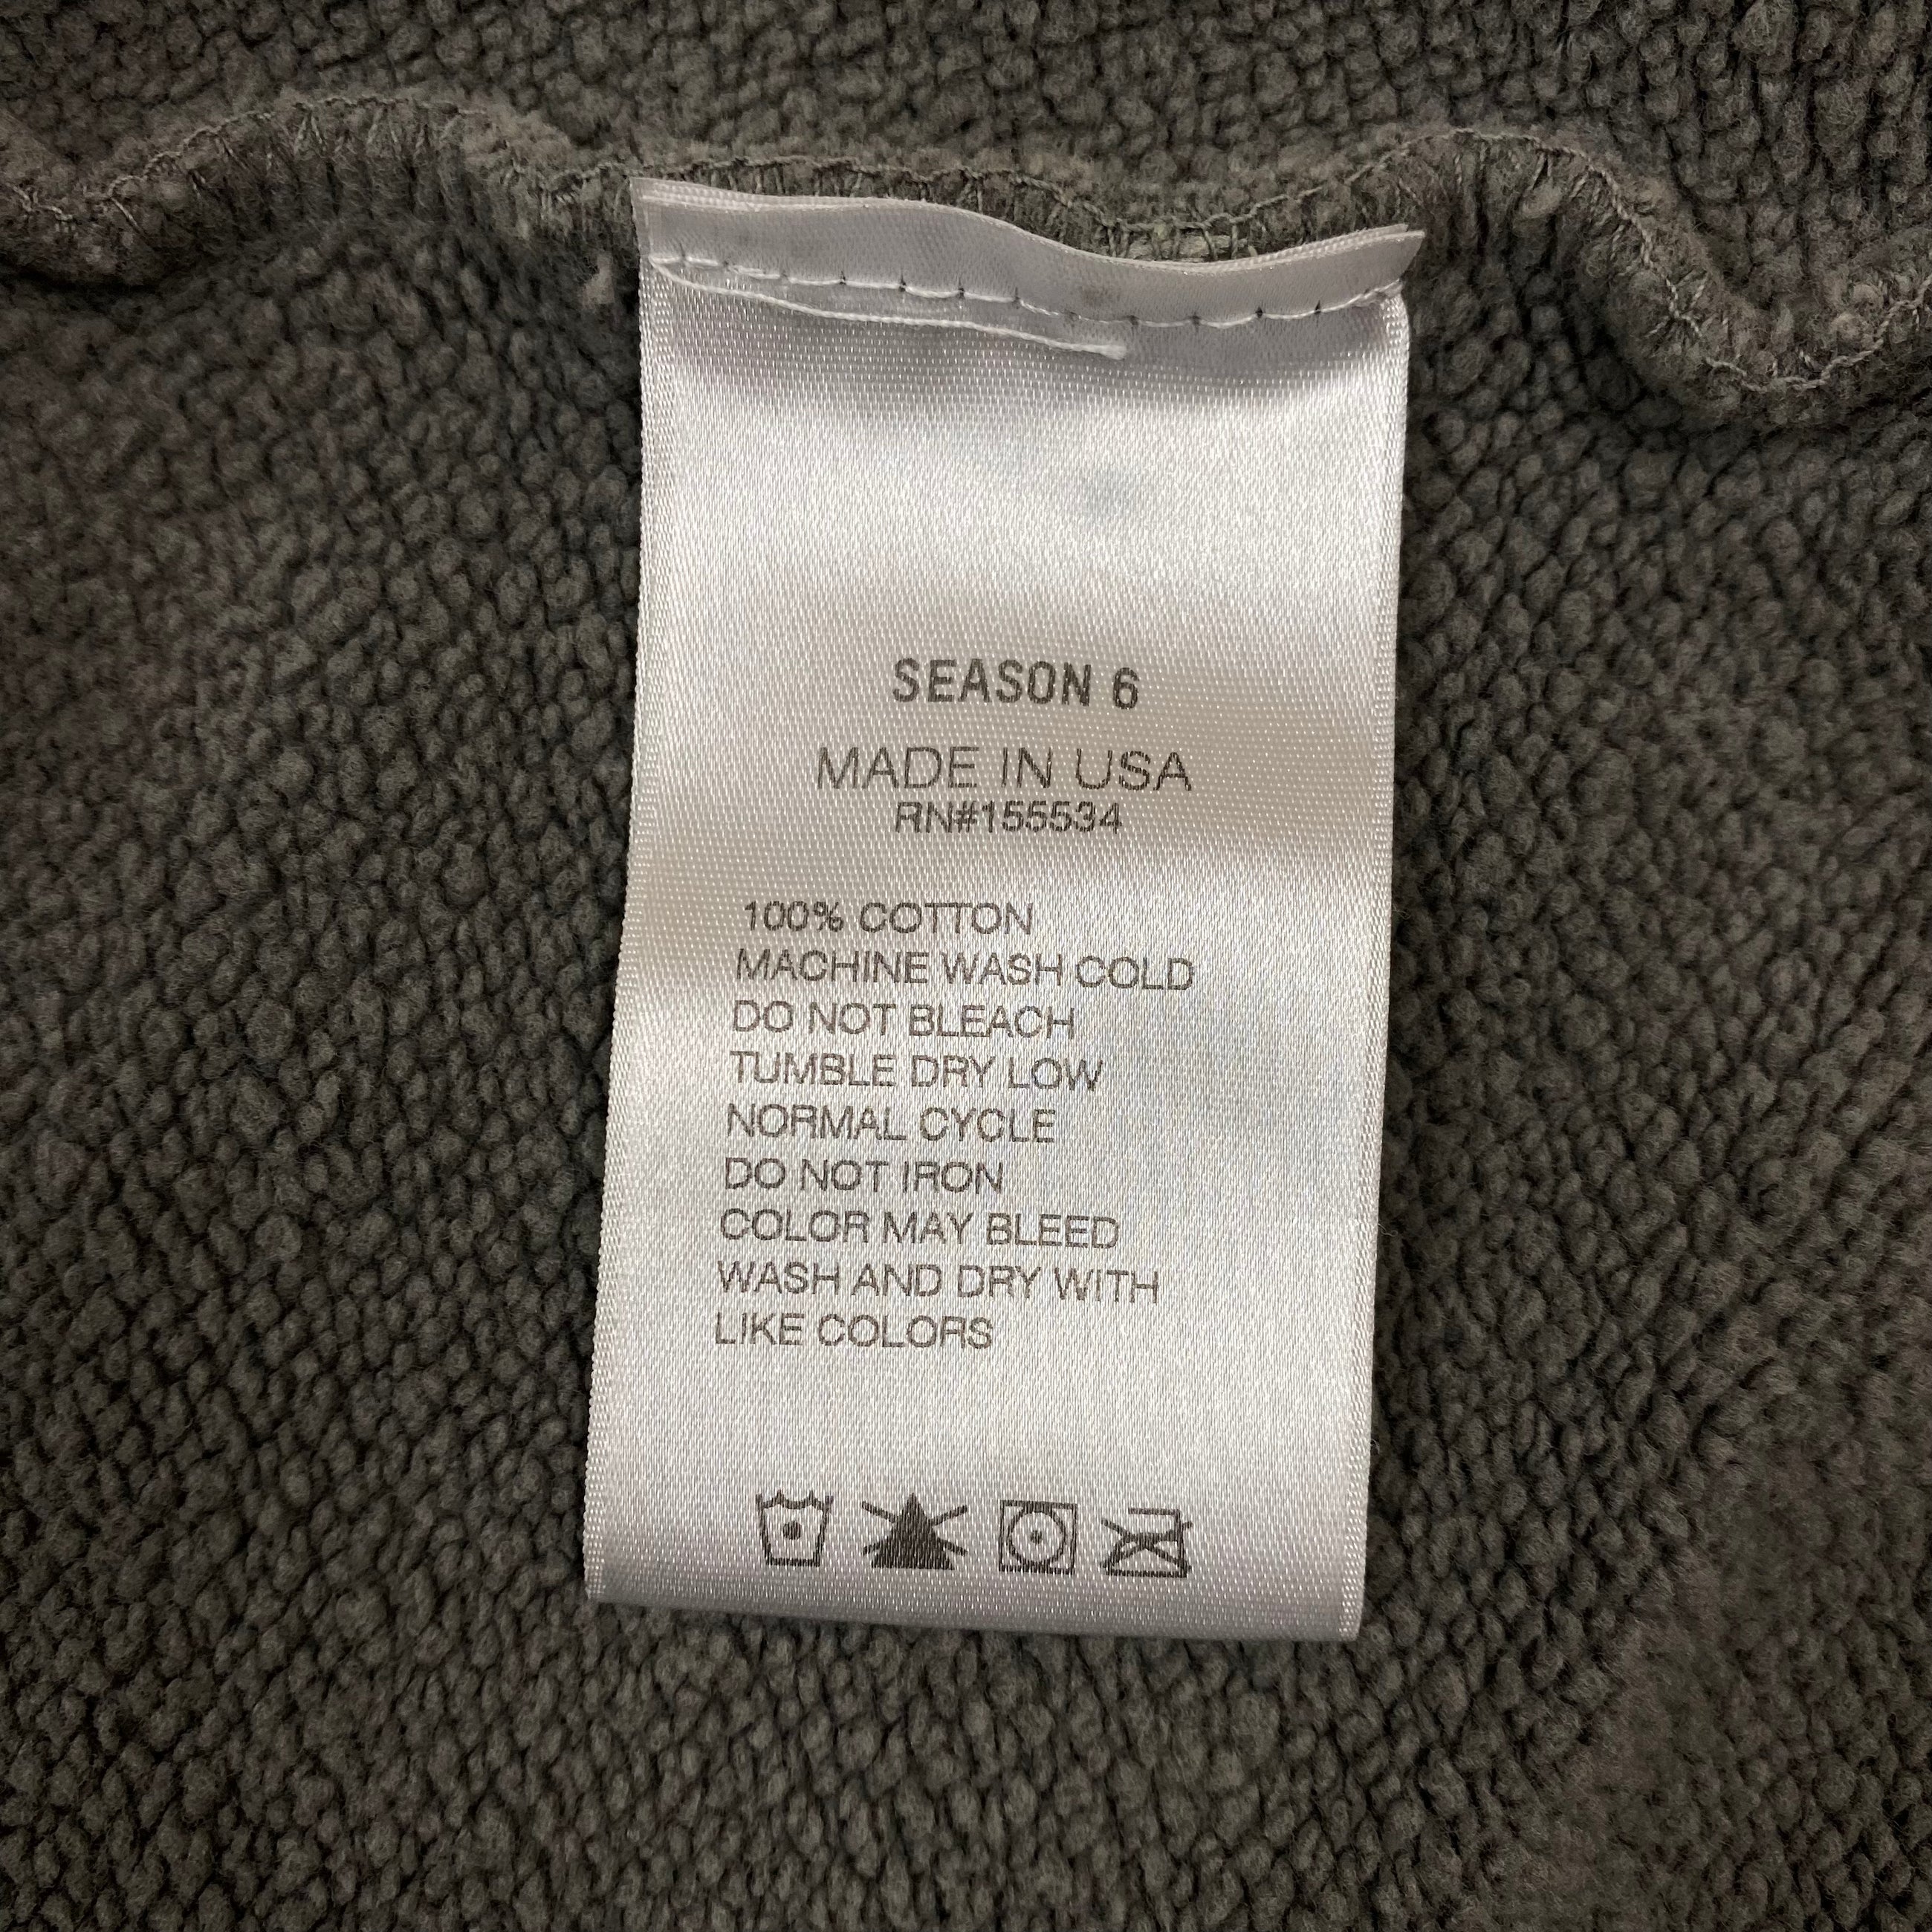 SEASON 6
MADE IN USA
RN#155534
100% COTTON
MACHINE WASH COLD
DO NOT BLEACH
TUMBLE DRY LOW
NORMAL CYCLE
DO NOT IRON
COLOR MAY BLEED
WASH AND DRY WITH
LIKE COLORS